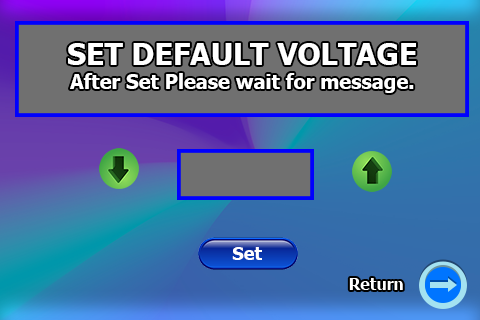 SET DEFAULT VOLTAGE
After Set Please wait for message.
Set
Return